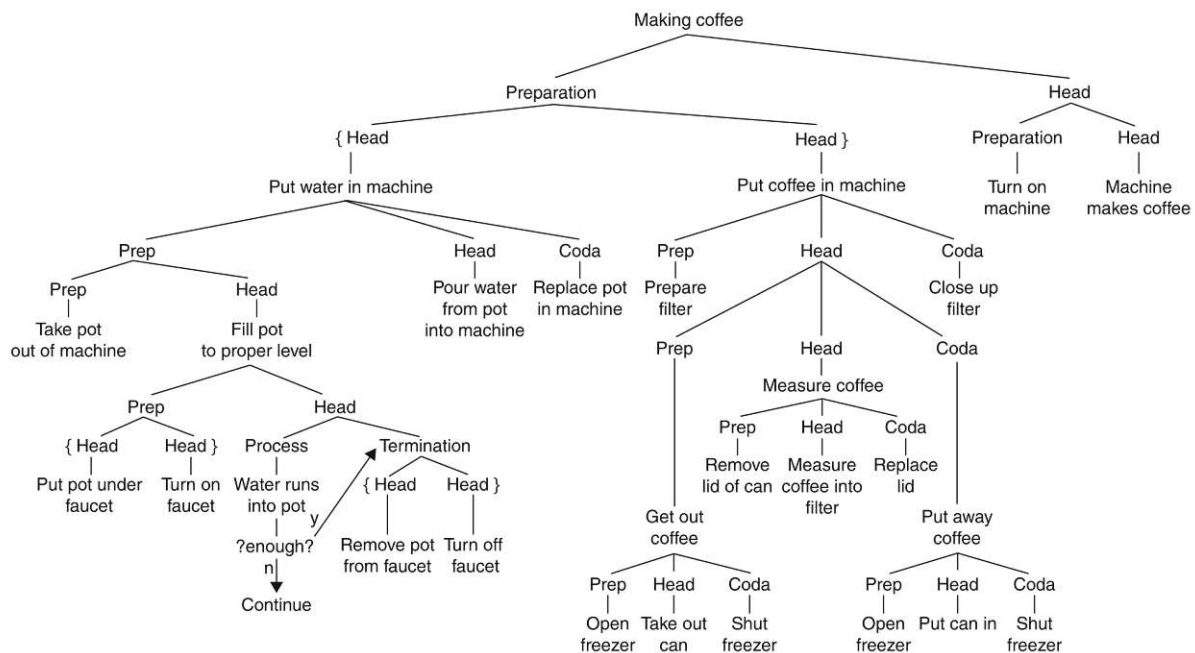 Making coffee
Preparation
Head
{ Head
Head }
Preparation
Head
Put water in machine
Put coffee in machine
Turn on
machine
Machine
makes coffee
Prep
Head
Coda
Prep
Head
Coda
Prep
Head
Pour water
from pot
into machine
Replace pot
in machine
Prepare
filter
Close up
filter
Take pot
out of machine
Fill pot
to proper level
Prep
Head
Coda
Measure coffee
Prep
Head
Prep
Head
Coda
{ Head
Head }
Process
Termination
Remove
lid of can
Measure
coffee into
filter
Replace
lid
Put pot under
faucet
Turn on
faucet
Water runs
into pot
{ Head
Head }
y
?enough?
n
Remove pot
from faucet
Turn off
faucet
Continue
Get out
coffee
Put away
coffee
Prep
Head
Coda
Prep
Head
Coda
Open
freezer
Take out
can
Shut
freezer
Open
freezer
Put can in
Shut
freezer